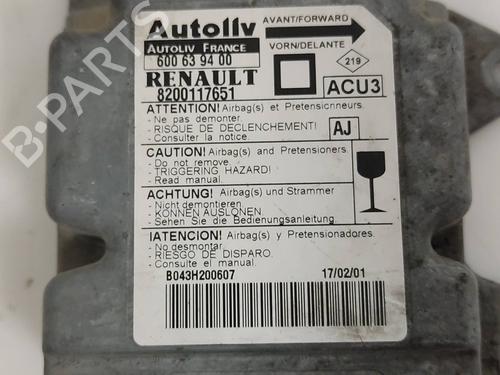 Autoliv
AVANT/FORWARD
AUTOLIV FRANCE
VORN/DELANTE
600 63 94 00
219
RENAULT
ACU3
8200117651
ATTENTION! Airbag(s) et Pretensionneurs.
- Ne pas demonter.
- RISQUE DE DECLENCHEMENT!
- Consulter la notice.
AJ
CAUTION! Airbag(s) and Pretensioners.
- Do not remove.
- TRIGGERING HAZARD!
- Read manual.
ACHTUNG! Airbag(s) und Strammer
- Nicht demontieren.
- KONNEN AUSLONEN
- Sehen Sie die Bedienungsanleitung.
!ATENCION! Airbag(s) y Pretensionadores.
- No desmontar.
- RIESGO DE DISPARO.
- Consulte el manual.
B043H200607
17/02/01
B-PARTS